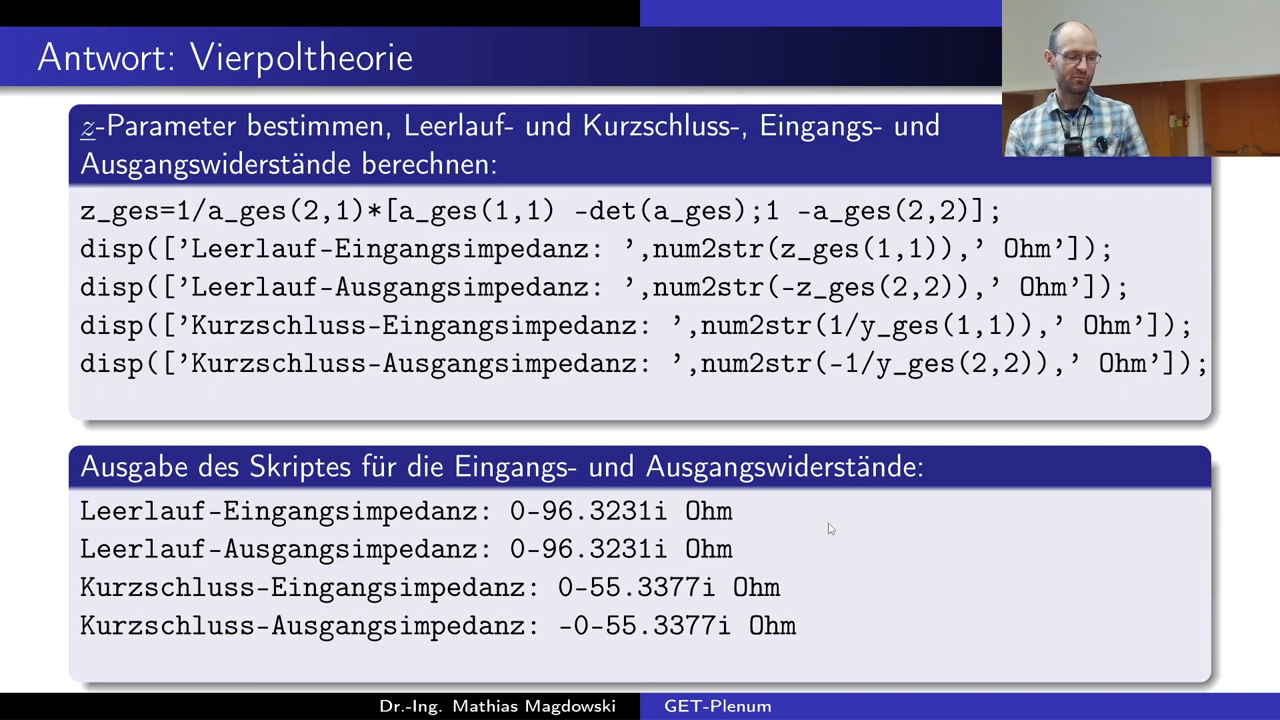 Antwort: Vierpoltheorie
z-Parameter bestimmen, Leerlauf- und Kurzschluss-, Eingangs- und
Ausgangswiderstände berechnen:
z_ges=1/a_ges(2,1)*[a_ges(1,1) -det(a_ges);1 -a_ges(2,2)];
disp(['Leerlauf-Eingangsimpedanz: ',num2str(z_ges(1,1)),' Ohm']);
disp(['Leerlauf-Ausgangsimpedanz: ',num2str(-z_ges(2,2)),' Ohm']);
disp(['Kurzschluss-Eingangsimpedanz: ',num2str(1/y_ges(1,1)),' Ohm']);
disp(['Kurzschluss-Ausgangsimpedanz: ',num2str(-1/y_ges(2,2)),' Ohm']);
Ausgabe des Skriptes für die Eingangs- und Ausgangswiderstände:
Leerlauf-Eingangsimpedanz: 0-96.3231i Ohm
Leerlauf-Ausgangsimpedanz: 0-96.3231i Ohm
Kurzschluss-Eingangsimpedanz: 0-55.3377i Ohm
Kurzschluss-Ausgangsimpedanz: -0-55.3377i Ohm
Dr.-Ing. Mathias Magdowski GET-Plenum